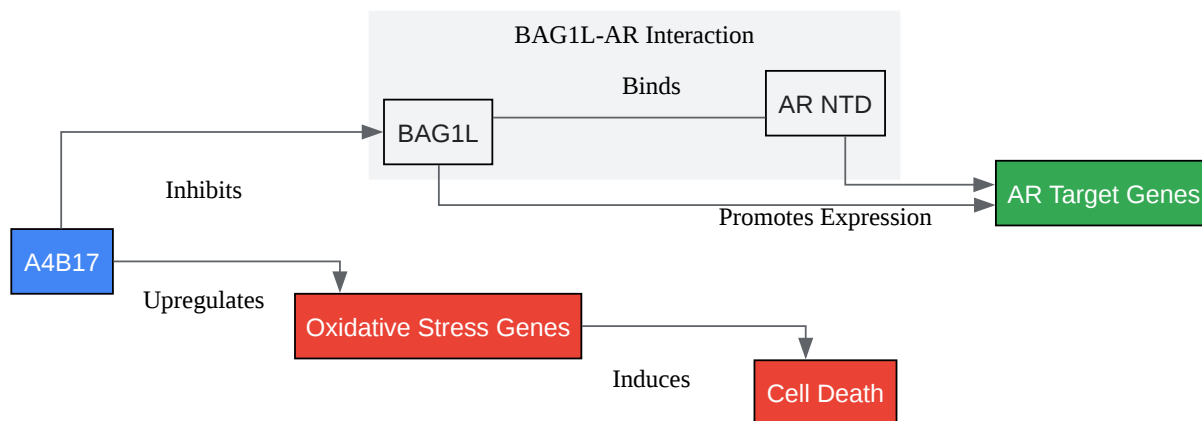 BAG1L-AR Interaction
Binds
AR NTD
BAG1L
Inhibits
AR Target Genes
Promotes Expression
A4B17
Upregulates
Oxidative Stress Genes
Induces
Cell Death